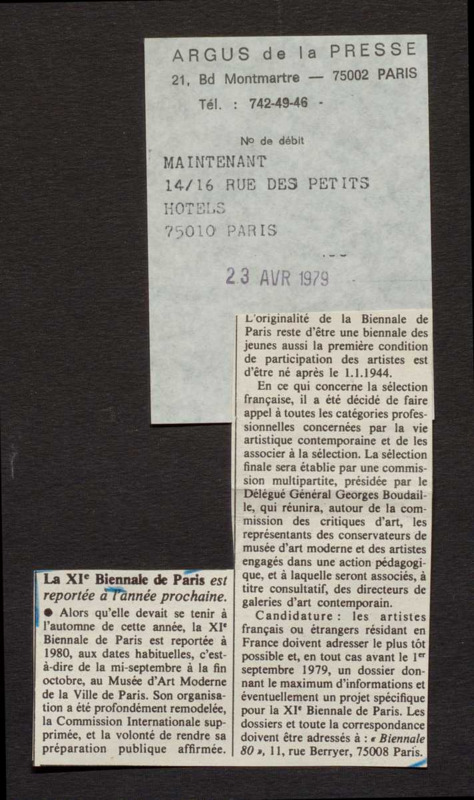 ARGUS de la PRESSE
21, Bd Montmartre — 75002 PARIS
Tél. : 742-49-46 -
No de débit
MAINTENANT
14/16 RUE DES PETITS
HOTELS
75010 PARIS
23 AVR 1979
La XIe Biennale de Paris est
reportée à l'année prochaine.
● Alors qu'elle devait se tenir à
l'automne de cette année, la XIe
Biennale de Paris est reportée à
1980, aux dates habituelles, c'est-
à-dire de la mi-septembre à la fin
octobre, au Musée d'Art Moderne
de la Ville de Paris. Son organisa-
tion a été profondément remodelée,
la Commission Internationale sup-
primée, et la volonté de rendre sa
préparation publique affirmée.
L'originalité de la Biennale de
Paris reste d'être une biennale des
jeunes aussi la première condition
de participation des artistes est
d'être né après le 1.1.1944.
En ce qui concerne la sélection
française, il a été décidé de faire
appel à toutes les catégories profes-
sionnelles concernées par la vie
artistique contemporaine et de les
associer à la sélection. La sélection
finale sera établie par une commis-
sion multipartite, présidée par le
Délégué Général Georges Boudail-
le, qui réunira, autour de la com-
mission des critiques d'art, les
représentants des conservateurs de
musée d'art moderne et des artistes
engagés dans une action pédagogi-
que, et à laquelle seront associés, à
titre consultatif, des directeurs de
galeries d'art contemporain.
Candidature : les artistes
français ou étrangers résidant en
France doivent adresser le plus tôt
possible et, en tout cas avant le 1er
septembre 1979, un dossier don-
nant le maximum d'informations et
éventuellement un projet spécifique
pour la XIe Biennale de Paris. Les
dossiers et toute la correspondance
doivent être adressés à : « Biennale
80 », 11, rue Berryer, 75008 Paris.